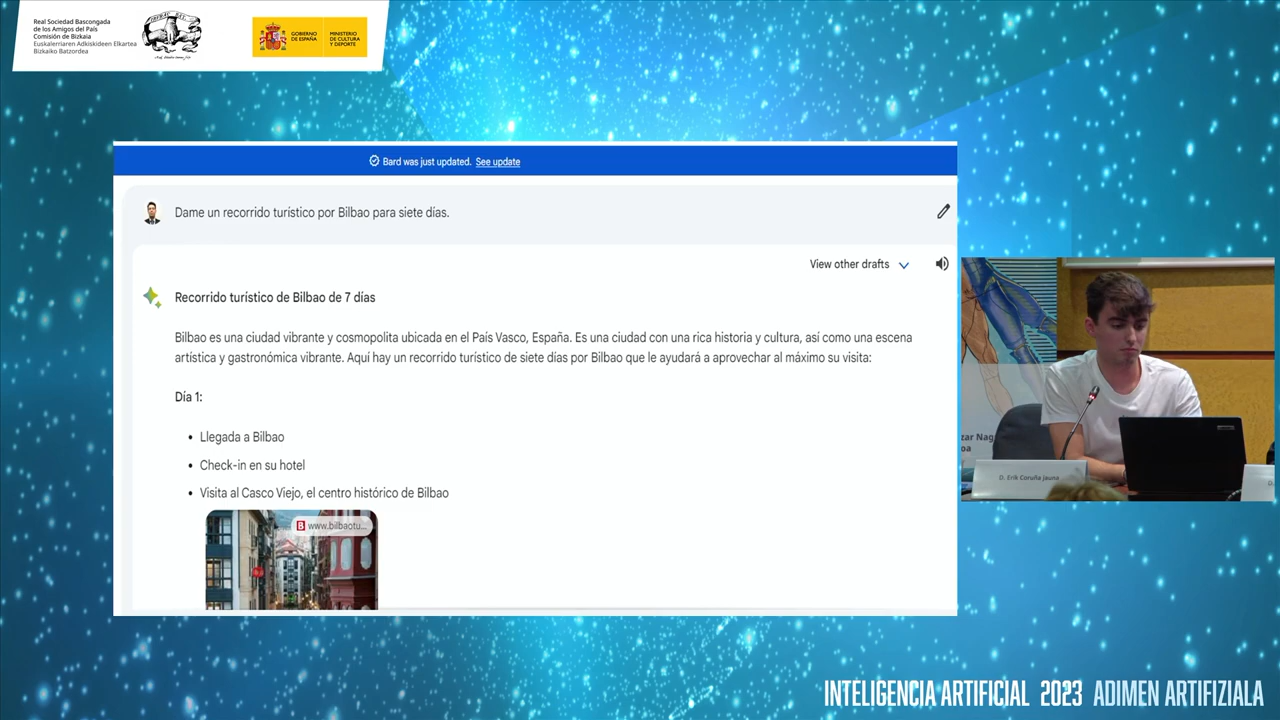 Real Sociedad Bascongada
de los Amigos del País
Comisión de Bizkaia
Euskalerriaren Adkiskideen Elkartea
Bizkaiko Batzordea
GOBIERNO
DE ESPAÑA
MINISTERIO
DE CULTURA
Y DEPORTE
Bard was just updated. See update
Dame un recorrido turístico por Bilbao para siete días.
View other drafts
Recorrido turístico de Bilbao de 7 días
Bilbao es una ciudad vibrante y cosmopolita ubicada en el País Vasco, España. Es una ciudad con una rica historia y cultura, así como una escena
artística y gastronómica vibrante. Aquí hay un recorrido turístico de siete días por Bilbao que le ayudará a aprovechar al máximo su visita:
Día 1:
• Llegada a Bilbao
• Check-in en su hotel
• Visita al Casco Viejo, el centro histórico de Bilbao
B www.bilbaotu...
zar Nag
oa
D. Erik Coruña Jauna
D.
INTELIGENCIA ARTIFICIAL 2023 ADIMEN ARTIFIZIALA